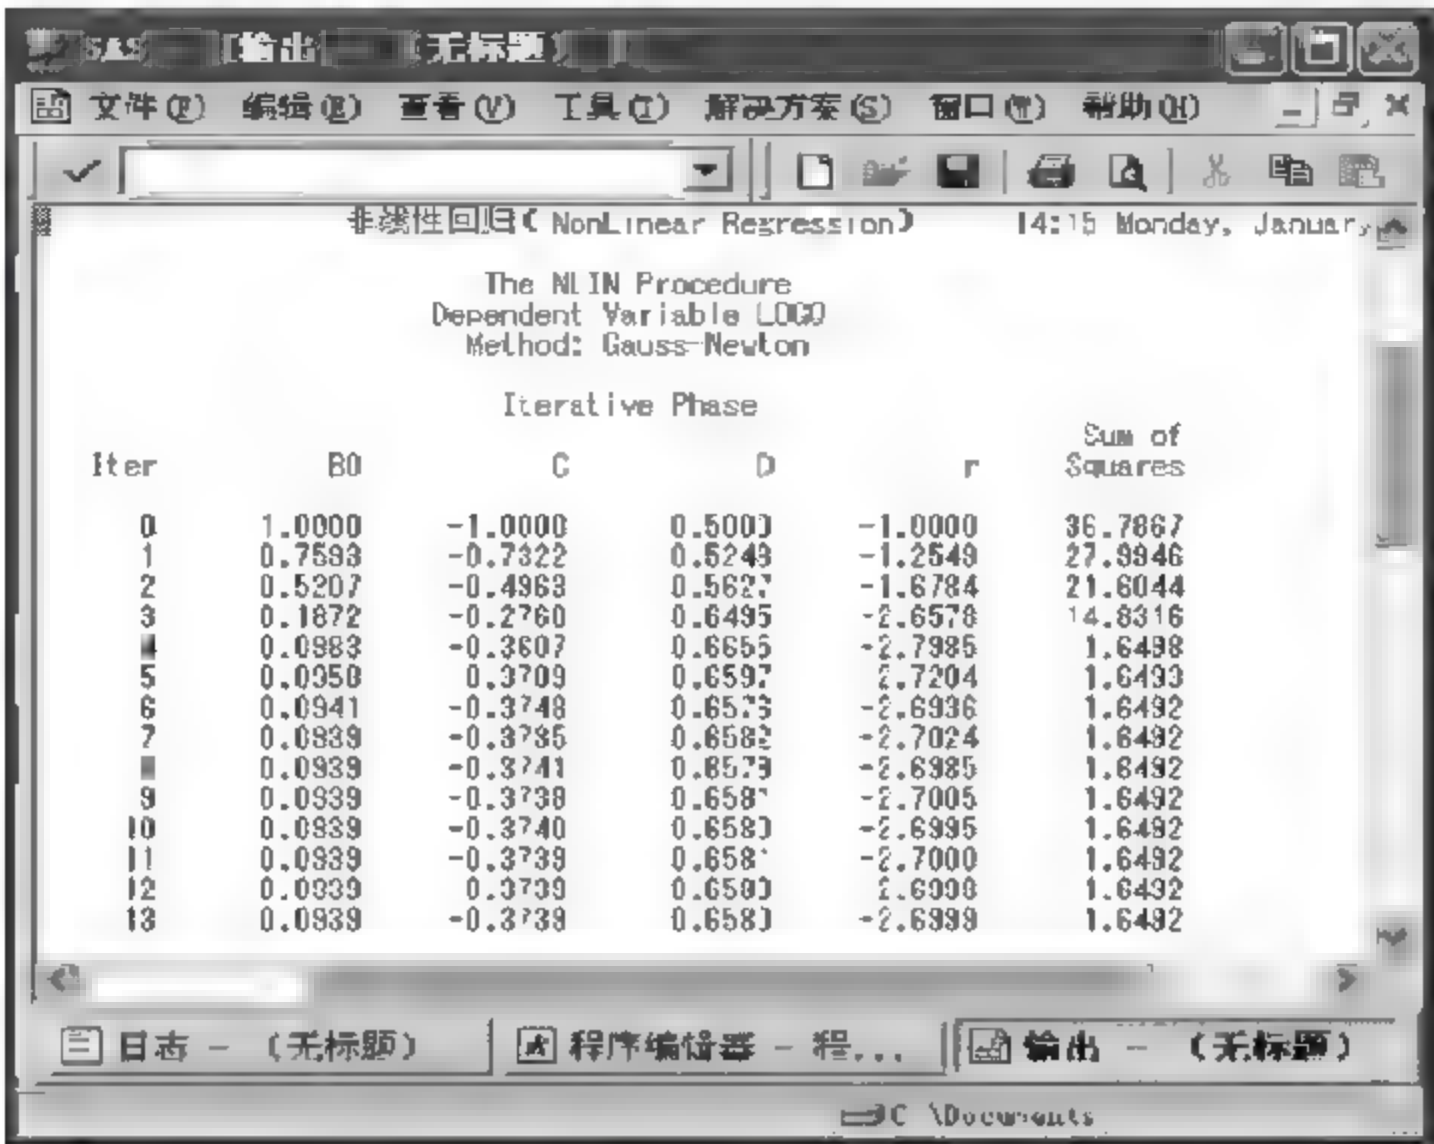 SAS [输出 (无标题)
文件(F) 编辑(E) 查看(V) 工具(T) 解决方案(S) 窗口(W) 帮助(H)
非线性回归( NonLinear Regression) 14:15 Monday, January
The NLIN Procedure
Dependent Variable LOGQ
Method: Gauss-Newton
Iterative Phase
Sum of
Iter B0 C D r Squares
0 1.0000 -1.0000 0.5000 -1.0000 36.7867
1 0.7593 -0.7322 0.5249 -1.2549 27.9946
2 0.5207 -0.4963 0.5627 -1.6784 21.6044
3 0.1872 -0.2760 0.6495 -2.6578 14.8316
4 0.0983 -0.3607 0.6655 -2.7985 1.6498
5 0.0950 0.3709 0.6597 2.7204 1.6493
6 0.0941 -0.3748 0.6576 -2.6936 1.6492
7 0.0939 -0.3735 0.6582 -2.7024 1.6492
0.0939 -0.3741 0.6579 -2.6985 1.6492
9 0.0939 -0.3738 0.6581 -2.7005 1.6492
10 0.0939 -0.3740 0.6580 -2.6995 1.6492
11 0.0939 -0.3739 0.6581 -2.7000 1.6492
12 0.0939 0.3739 0.6580 2.6998 1.6492
13 0.0939 -0.3739 0.6580 -2.6999 1.6492
日志 - (无标题) 程序编辑器 - 程... 输出 - (无标题)
C \Documents